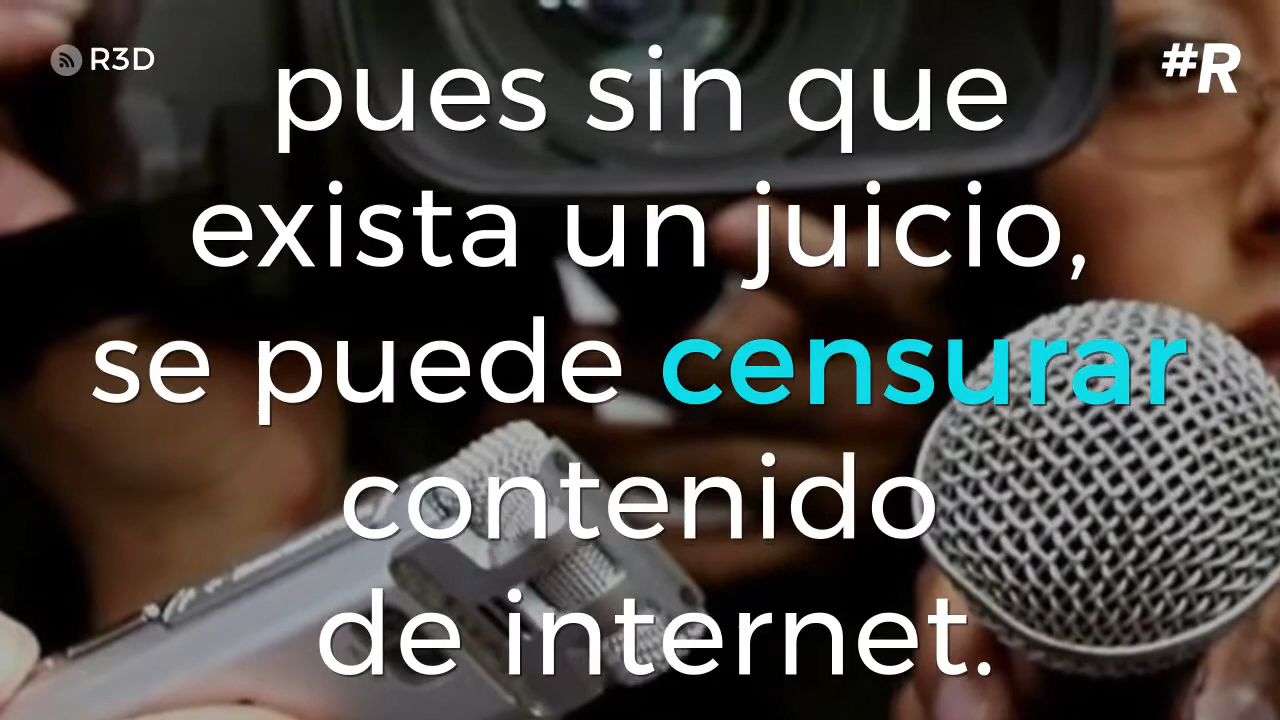 R3D
#R
pues sin que
exista un juicio,
se puede censurar
contenido
de internet.